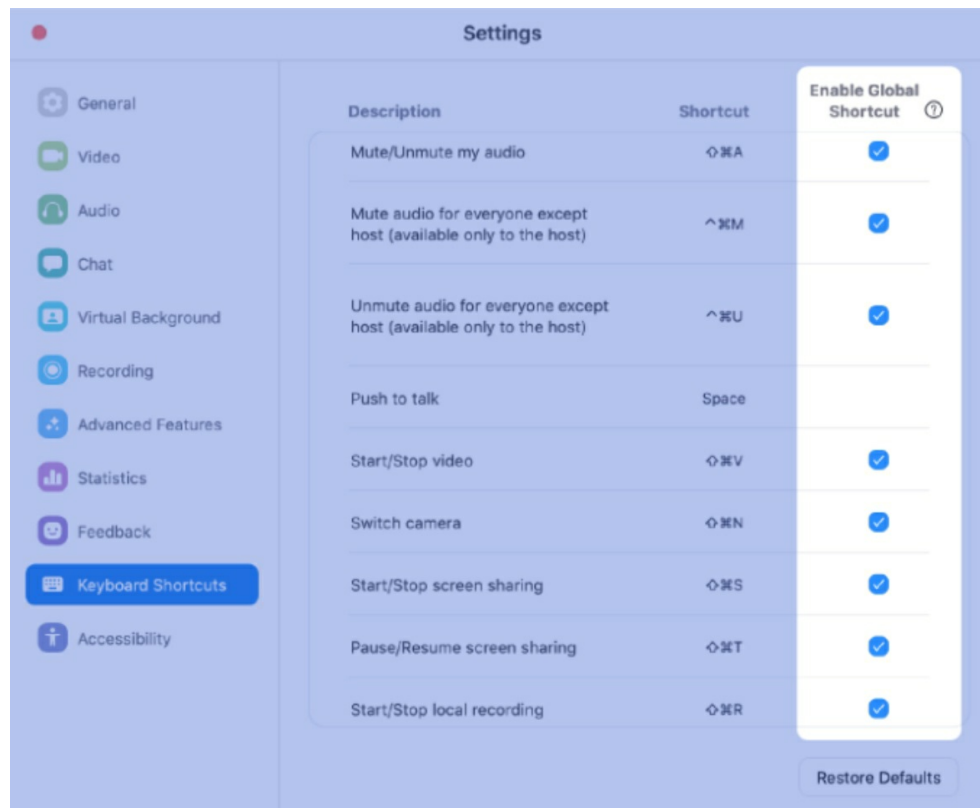 Settings
General
Video
Audio
Chat
Virtual Background
Recording
Advanced Features
Statistics
Feedback
Keyboard Shortcuts
Accessibility
Description Shortcut Enable Global
Shortcut ?
Mute/Unmute my audio ⇧⌘A
Mute audio for everyone except
host (available only to the host) ^⌘M
Unmute audio for everyone except
host (available only to the host) ^⌘U
Push to talk Space
Start/Stop video ⇧⌘V
Switch camera ⇧⌘N
Start/Stop screen sharing ⇧⌘S
Pause/Resume screen sharing ⇧⌘T
Start/Stop local recording ⇧⌘R
Restore Defaults